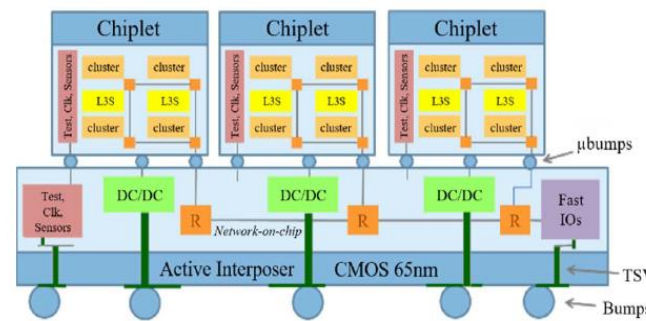 Chiplet
Chiplet
Chiplet
Test, Clk, Sensors
cluster
cluster
L3S
L3S
cluster
cluster
Test, Clk, Sensors
cluster
cluster
L3S
L3S
cluster
cluster
Test, Clk, Sensors
cluster
cluster
L3S
L3S
cluster
cluster
μbumps
Test,
Clk,
Sensors
DC/DC
R
DC/DC
R
DC/DC
R
Fast
IOs
Network-on-chip
Active Interposer CMOS 65nm
TSV
Bumps